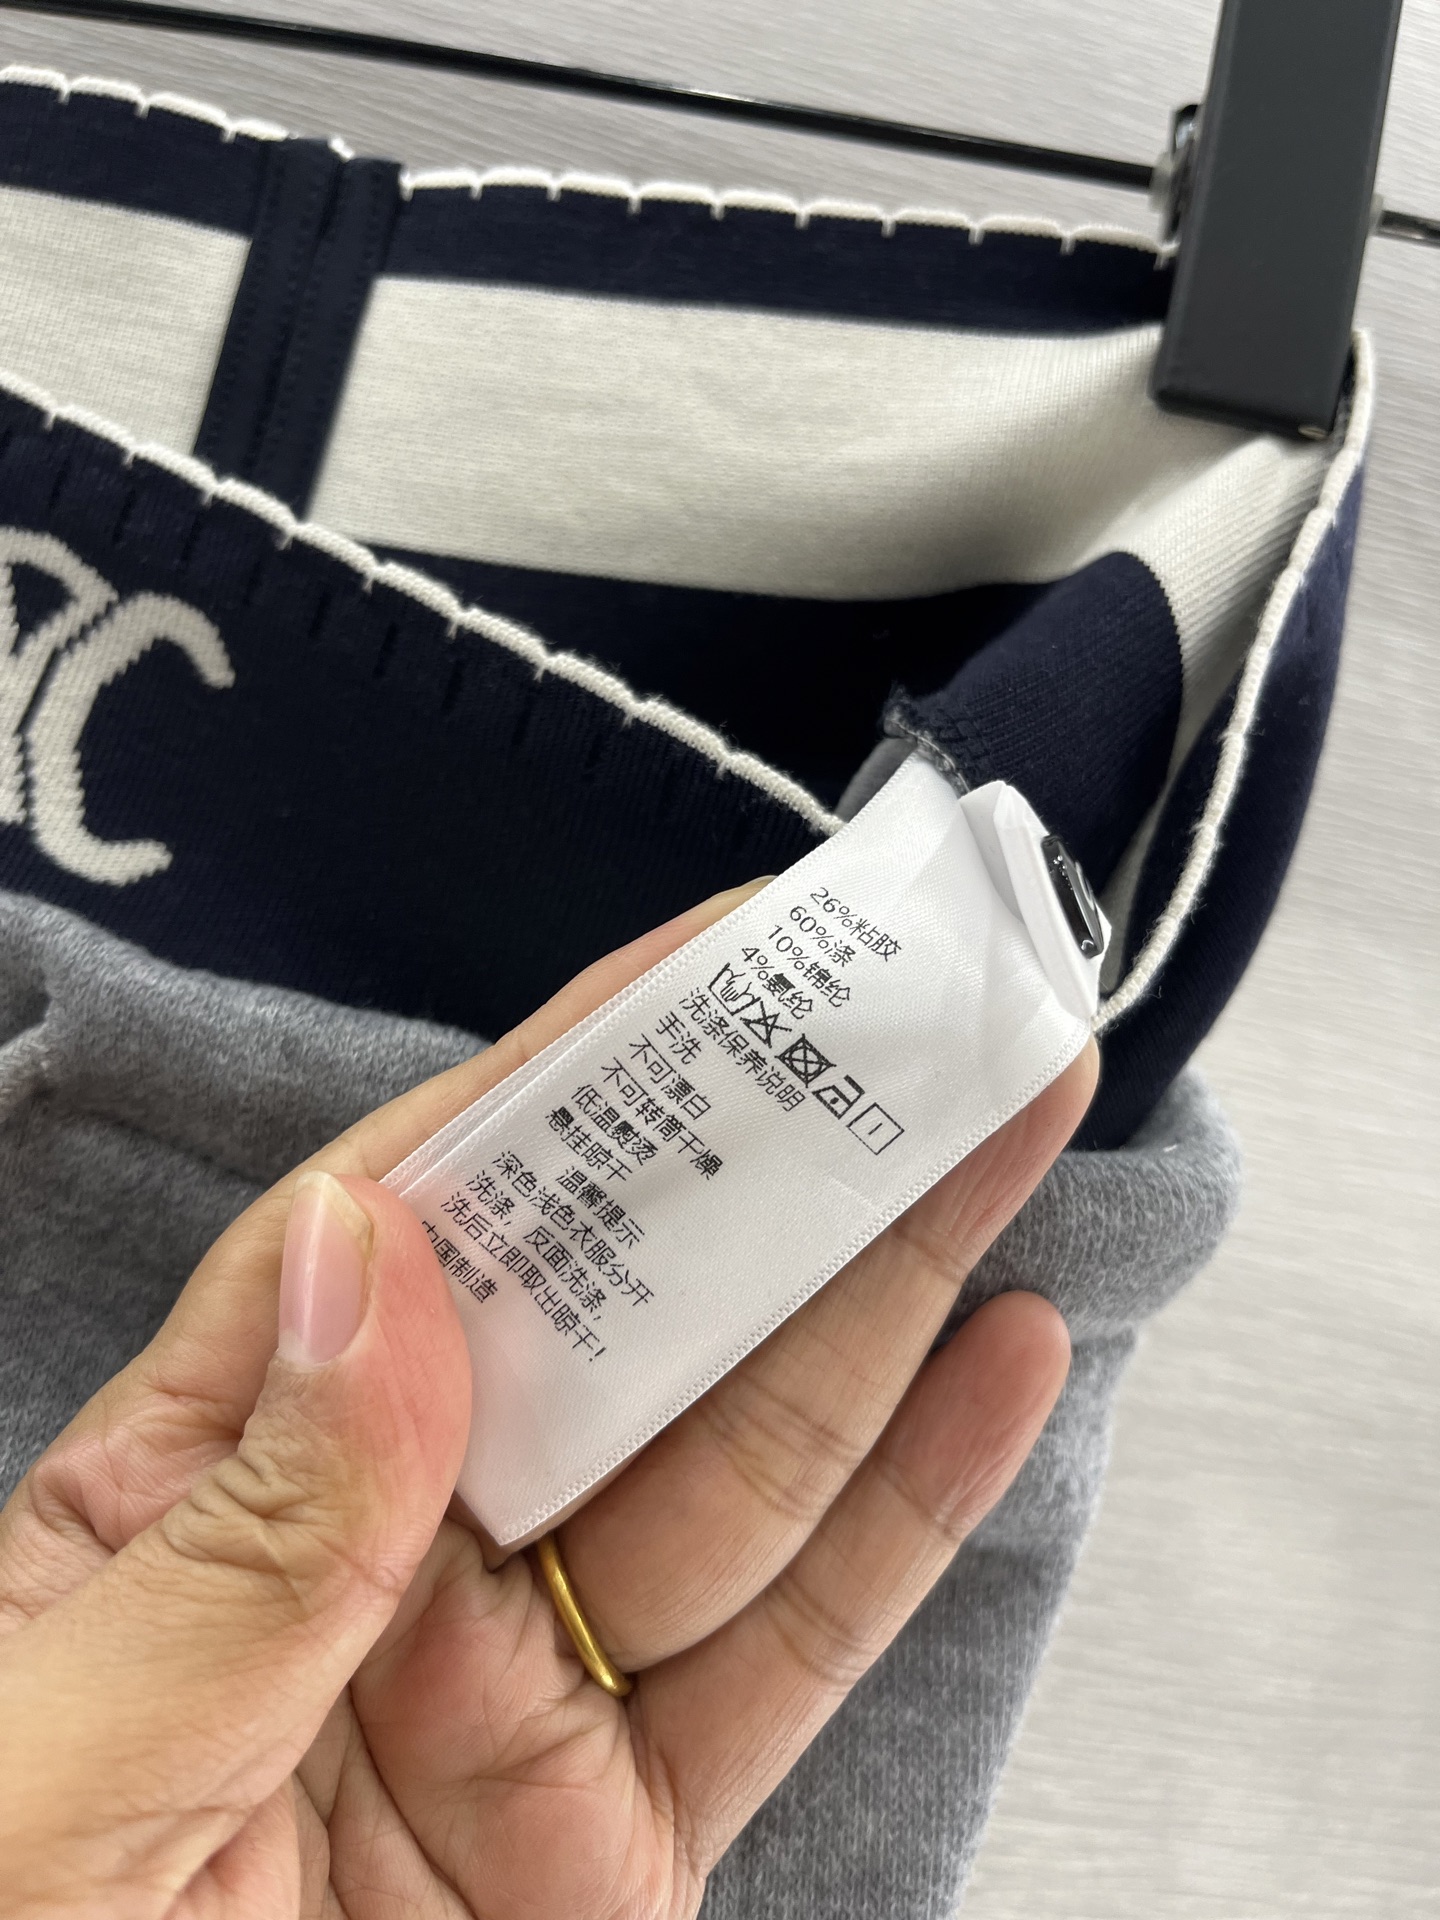 26%粘胶
60%涤
10%锦纶
4%氨纶
洗涤保养说明
手洗
不可漂白
不可转筒干燥
低温熨烫
悬挂晾干
温馨提示
深色浅色衣服分开
洗涤，反面洗涤，
洗后立即取出晾干!
中国制造